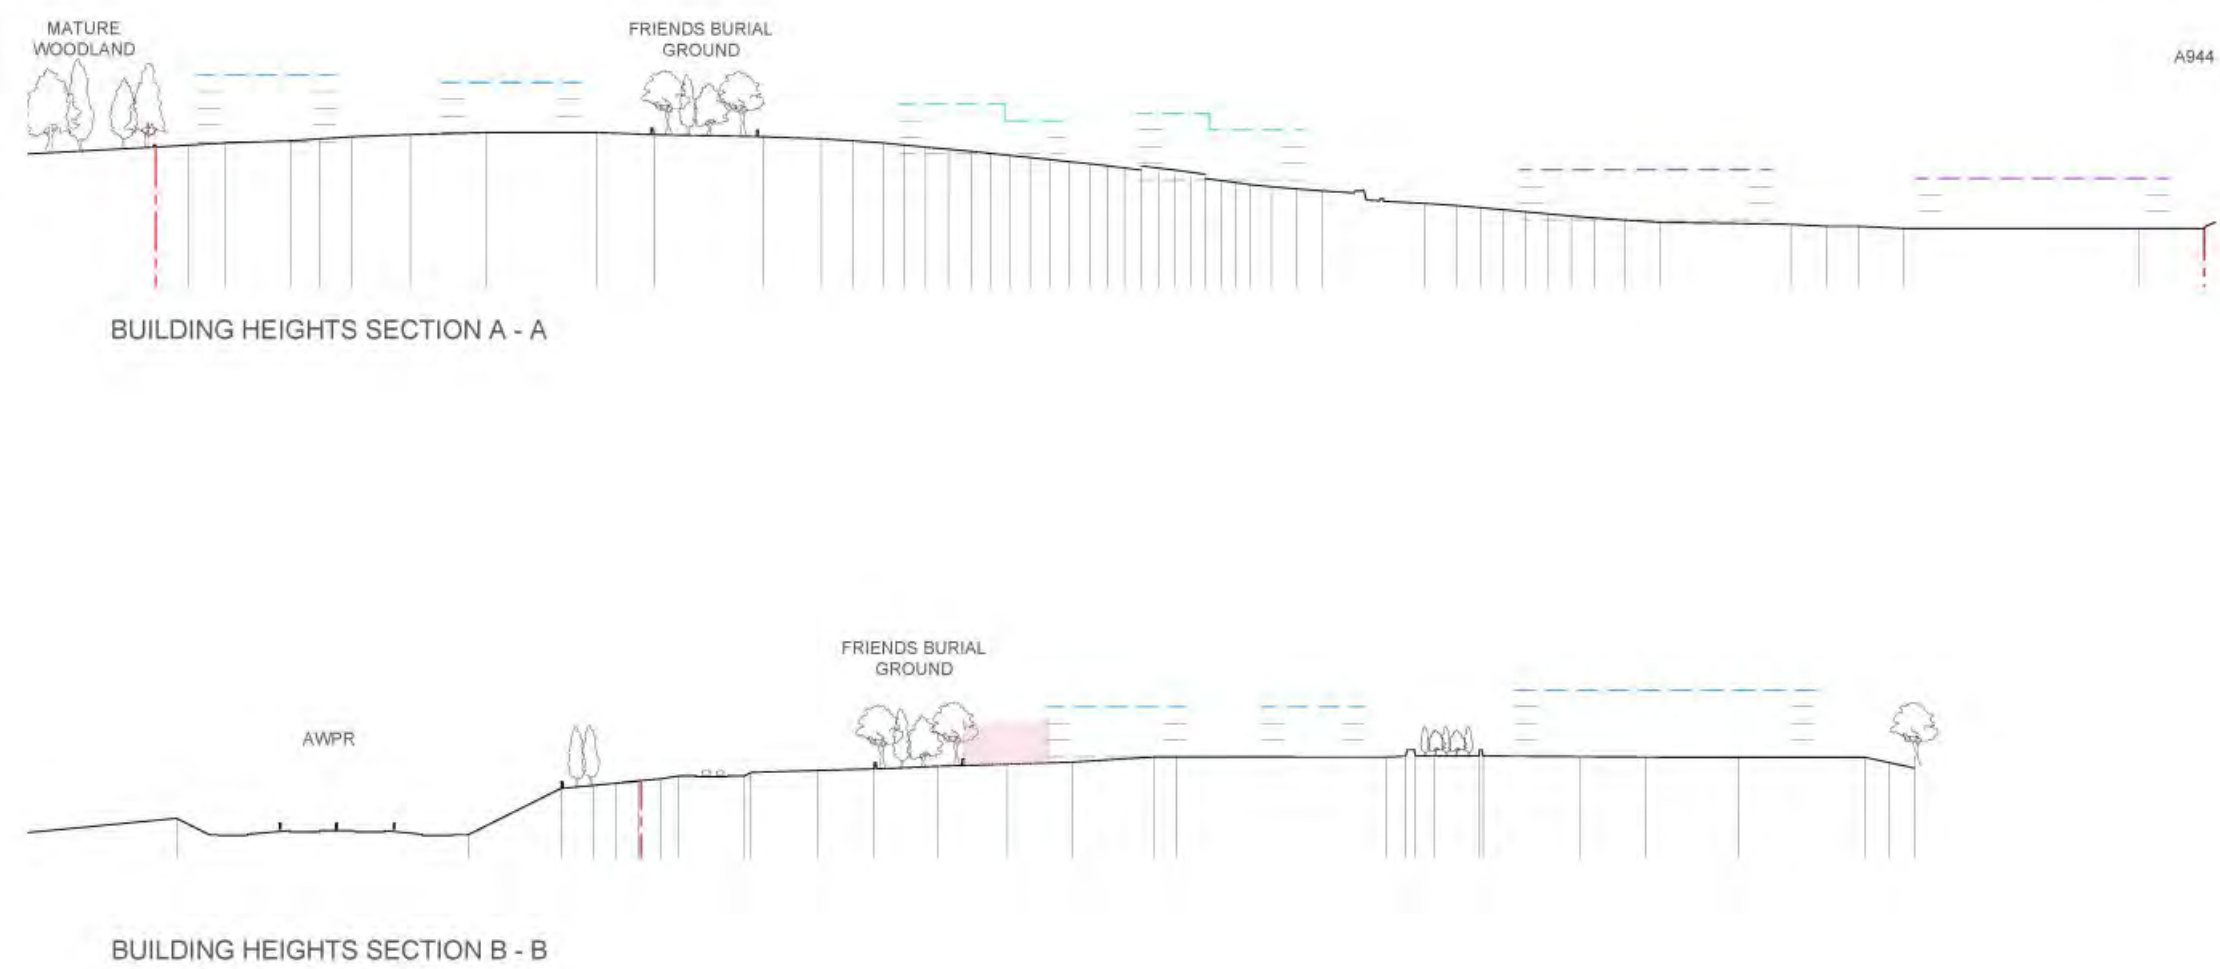 MATURE
WOODLAND
FRIENDS BURIAL
GROUND
A944
BUILDING HEIGHTS SECTION A - A
FRIENDS BURIAL
GROUND
AWPR
BUILDING HEIGHTS SECTION B - B